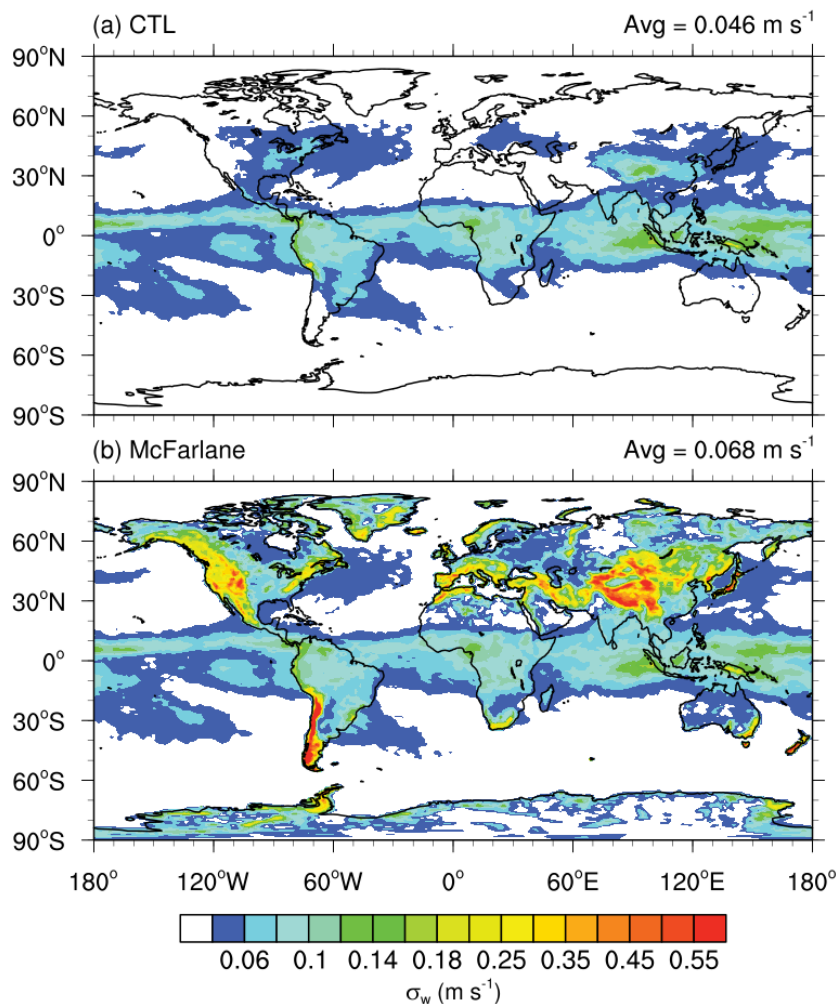 (a) CTL Avg = 0.046 m s⁻¹
90°N
60°N
30°N
0°
30°S
60°S
90°S
(b) McFarlane Avg = 0.068 m s⁻¹
90°N
60°N
30°N
0°
30°S
60°S
90°S
180° 120°W 60°W 0° 60°E 120°E 180°
0.06 0.1 0.14 0.18 0.25 0.35 0.45 0.55
σw (m s⁻¹)